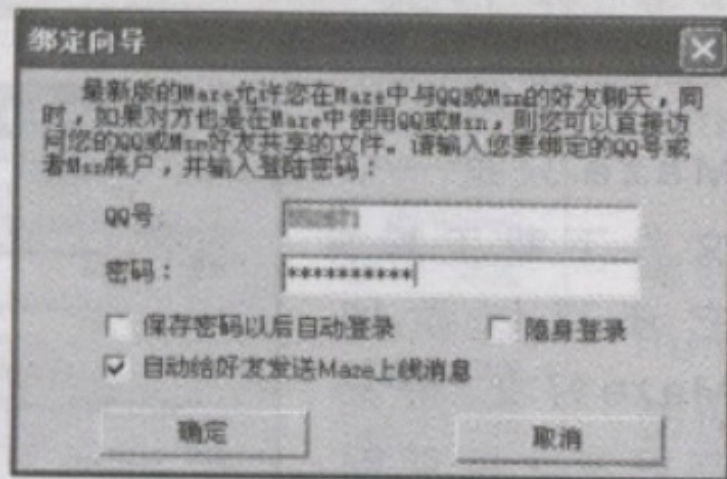 绑定向导
最新版的Maze允许您在Maze中与QQ或Msn的好友聊天，同
时，如果对方也是在Maze中使用QQ或Msn，则您可以直接访
问您的QQ或Msn好友共享的文件。请输入您要绑定的QQ号或
者Msn帐户，并输入登陆密码：
QQ号
密码： **********
保存密码以后自动登录 隐身登录
自动给好友发送Maze上线消息
确定 取消